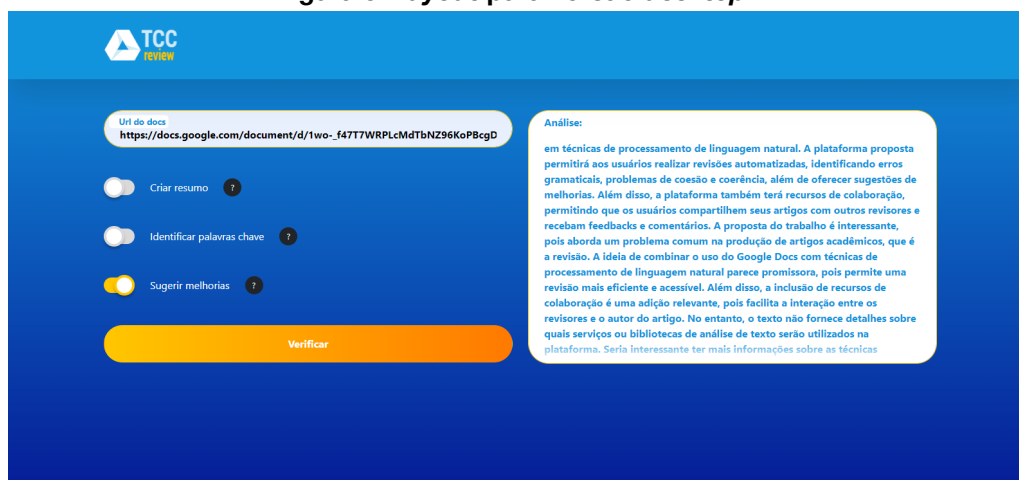 TCC
review
Url do docs
https://docs.google.com/document/d/1wo-_f47T7WRPLcMdTbNZ96KoPBcgD
Criar resumo ?
Identificar palavras chave ?
Sugerir melhorias ?
Verificar
Análise:
em técnicas de processamento de linguagem natural. A plataforma proposta
permitirá aos usuários realizar revisões automatizadas, identificando erros
gramaticais, problemas de coesão e coerência, além de oferecer sugestões de
melhorias. Além disso, a plataforma também terá recursos de colaboração,
permitindo que os usuários compartilhem seus artigos com outros revisores e
recebam feedbacks e comentários. A proposta do trabalho é interessante,
pois aborda um problema comum na produção de artigos acadêmicos, que é
a revisão. A ideia de combinar o uso do Google Docs com técnicas de
processamento de linguagem natural parece promissora, pois permite uma
revisão mais eficiente e acessível. Além disso, a inclusão de recursos de
colaboração é uma adição relevante, pois facilita a interação entre os
revisores e o autor do artigo. No entanto, o texto não fornece detalhes sobre
quais serviços ou bibliotecas de análise de texto serão utilizados na
plataforma. Seria interessante ter mais informações sobre as técnicas